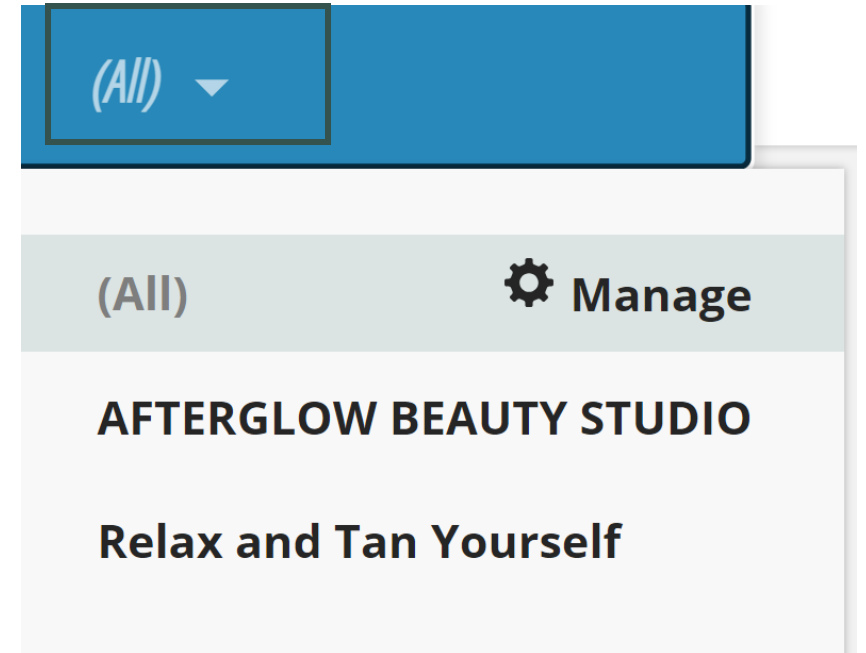 (All)
(All) Manage
AFTERGLOW BEAUTY STUDIO
Relax and Tan Yourself